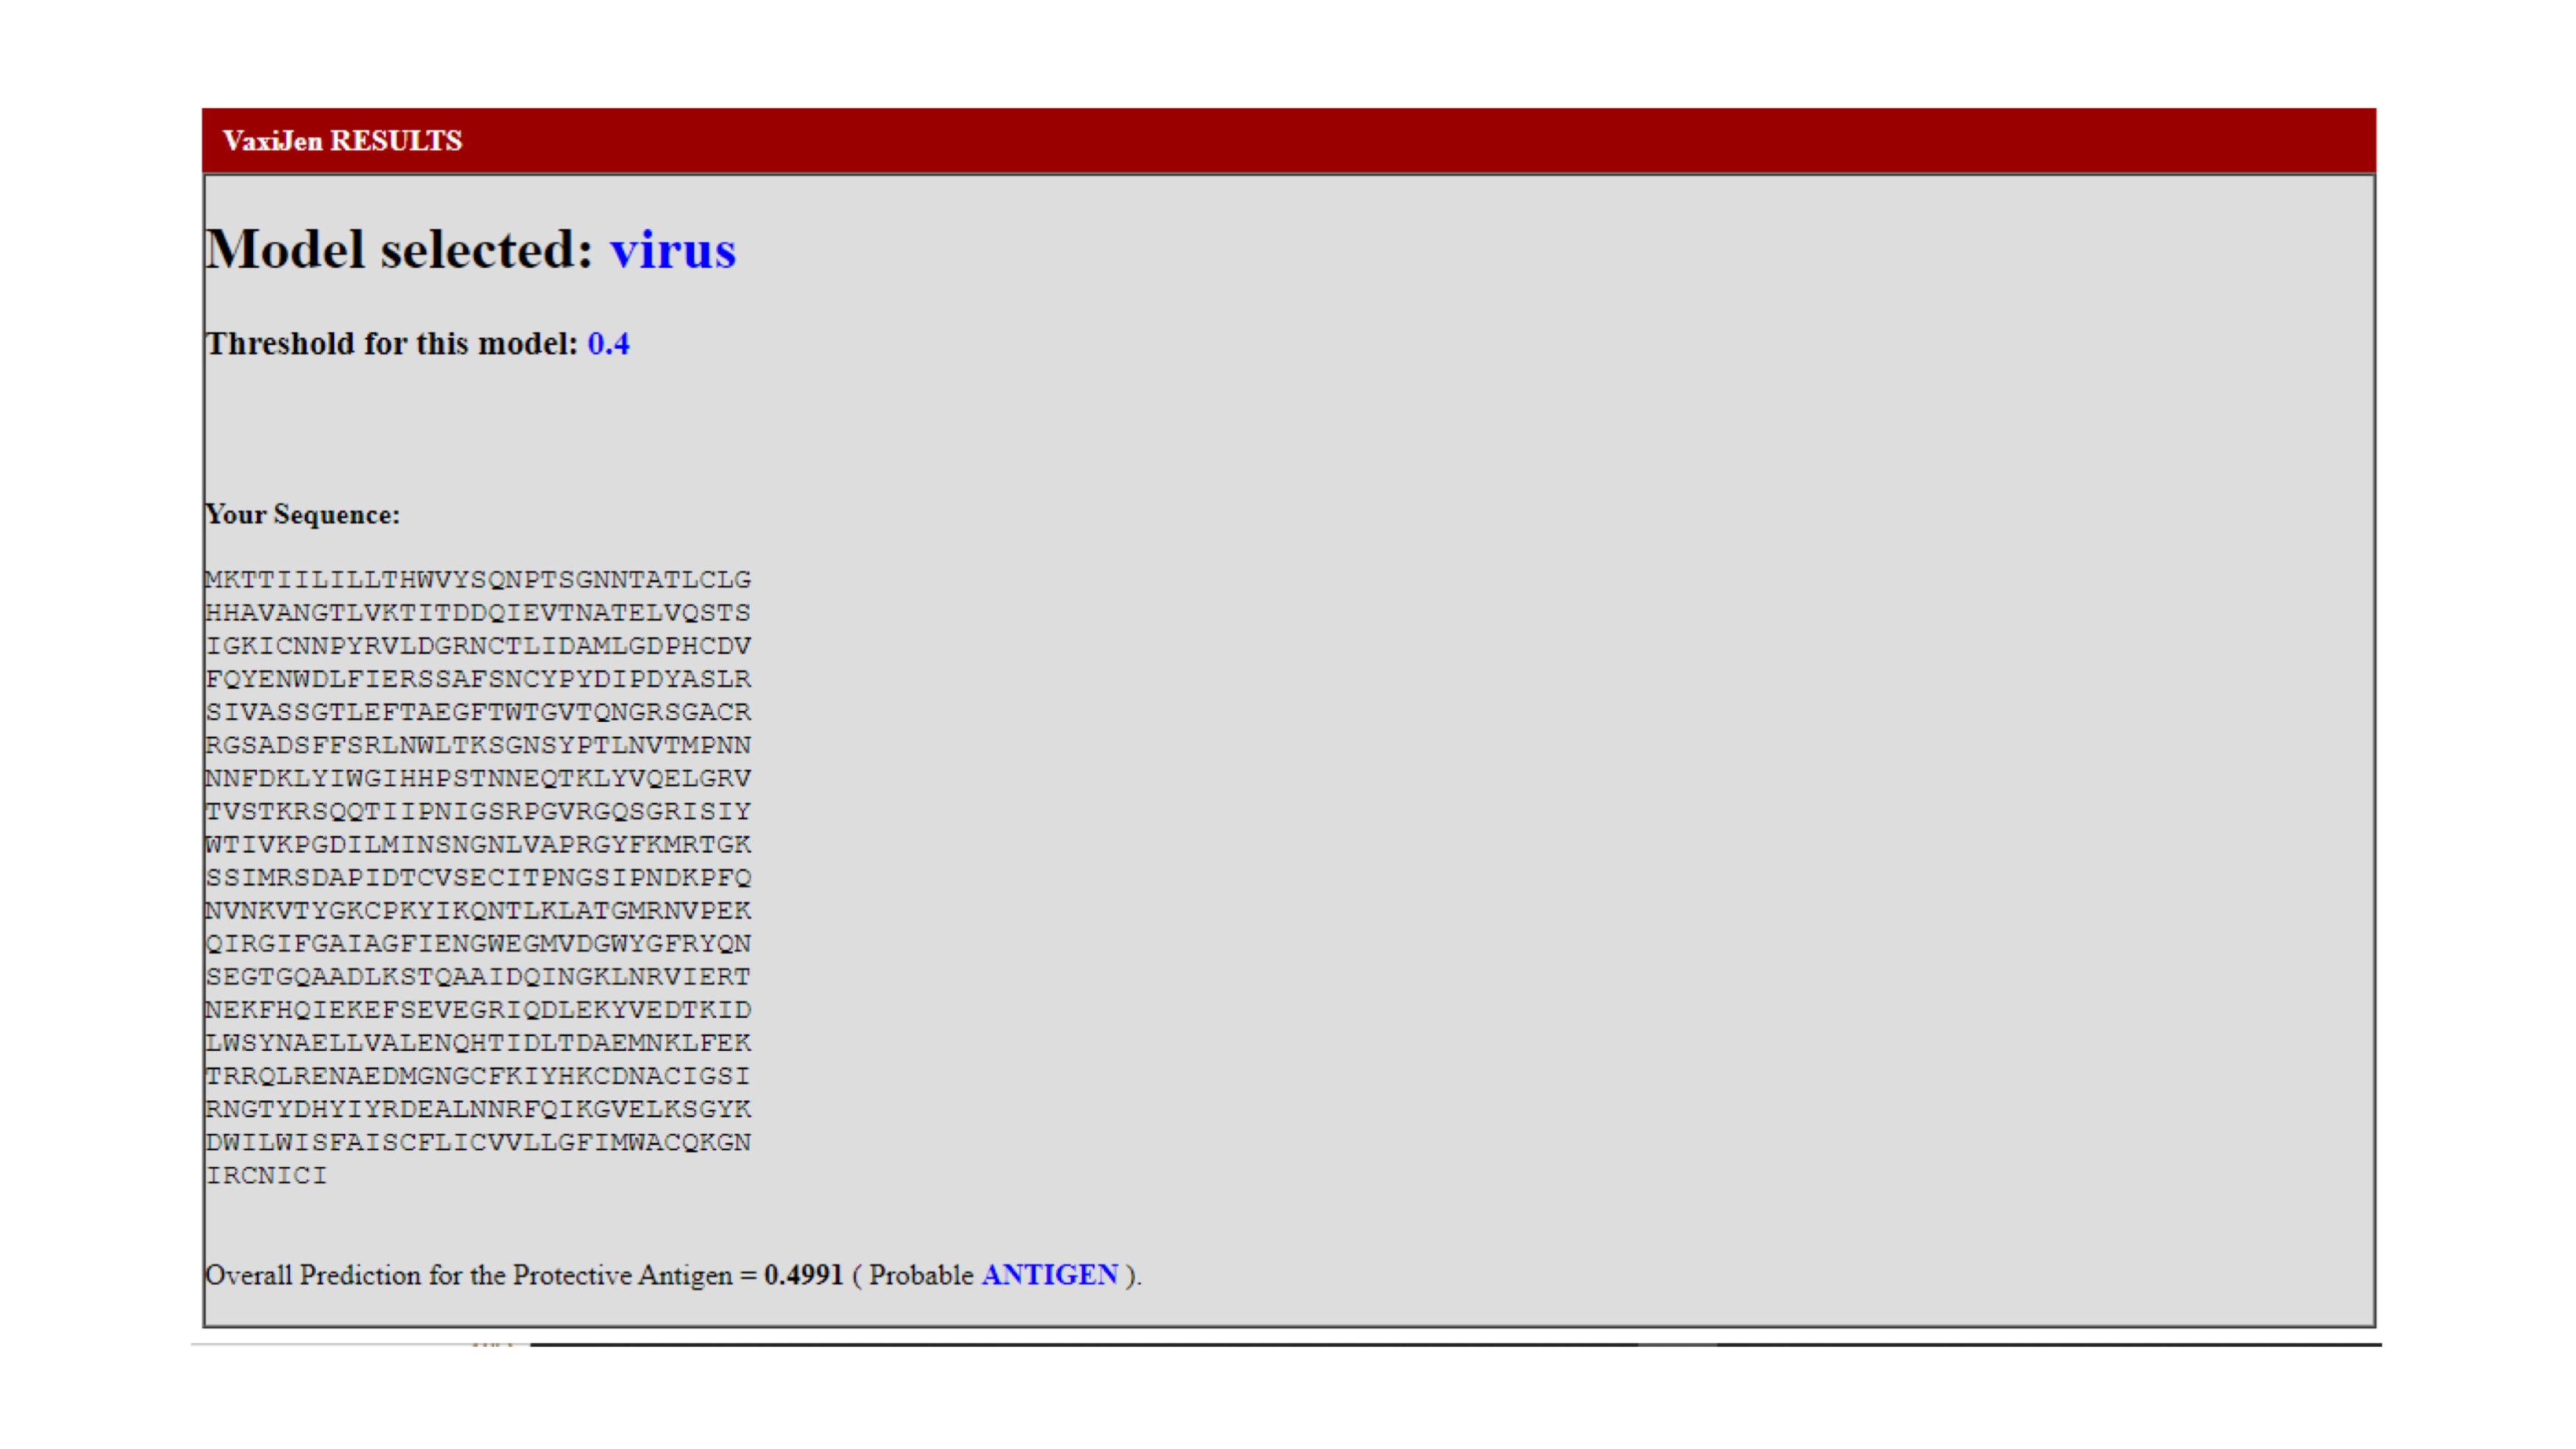 VaxiJen RESULTS
Model selected: virus
Threshold for this model: 0.4
Your Sequence:
MKTTIILILLTHWVYSQNPTSGNNTATLCLG
HHAVANGTLVKTITDDQIEVTNATELVQSTS
IGKICNNPYRVLDGRNCTLIDAMLGDPHCDV
FQYENWDLFIERSSAFSNCYPYDIPDYASLR
SIVASSGTLEFTAEGFTWTGVTQNGRSGACR
RGSADSFFSRLNWLTKSGNSYPTLNVTMPNN
NNFDKLYIWGIHHPSTNNEQTKLYVQELGRV
TVSTKRSQQTIIPNIGSRPGVRGQSGRISIY
WTIVKPGDILMINSNGNLVAPRGYFKMRTGK
SSIMRSDAPIDTCVSECITPNGSIPNDKPFQ
NVNKVTYGKCPKYIKQNTLKLATGMRNVPEK
QIRGIFGAIAGFIENGWEGMVDGWYGFRYQN
SEGTGQAADLKSTQAAIDQINGKLNRVIERT
NEKFHQIEKEFSEVEGRIQDLEKYVEDTKID
LWSYNAELLVALENQHTIDLTDAEMNKLFEK
TRRQLRENAEDMGNGCFKIYHKCDNACIGSI
RNGTYDHYIYRDEALNNRFQIKGVELKSGYK
DWILWISFAISCFLICVVLLGFIMWACQKGN
IRCNICI
Overall Prediction for the Protective Antigen = 0.4991 ( Probable ANTIGEN ).